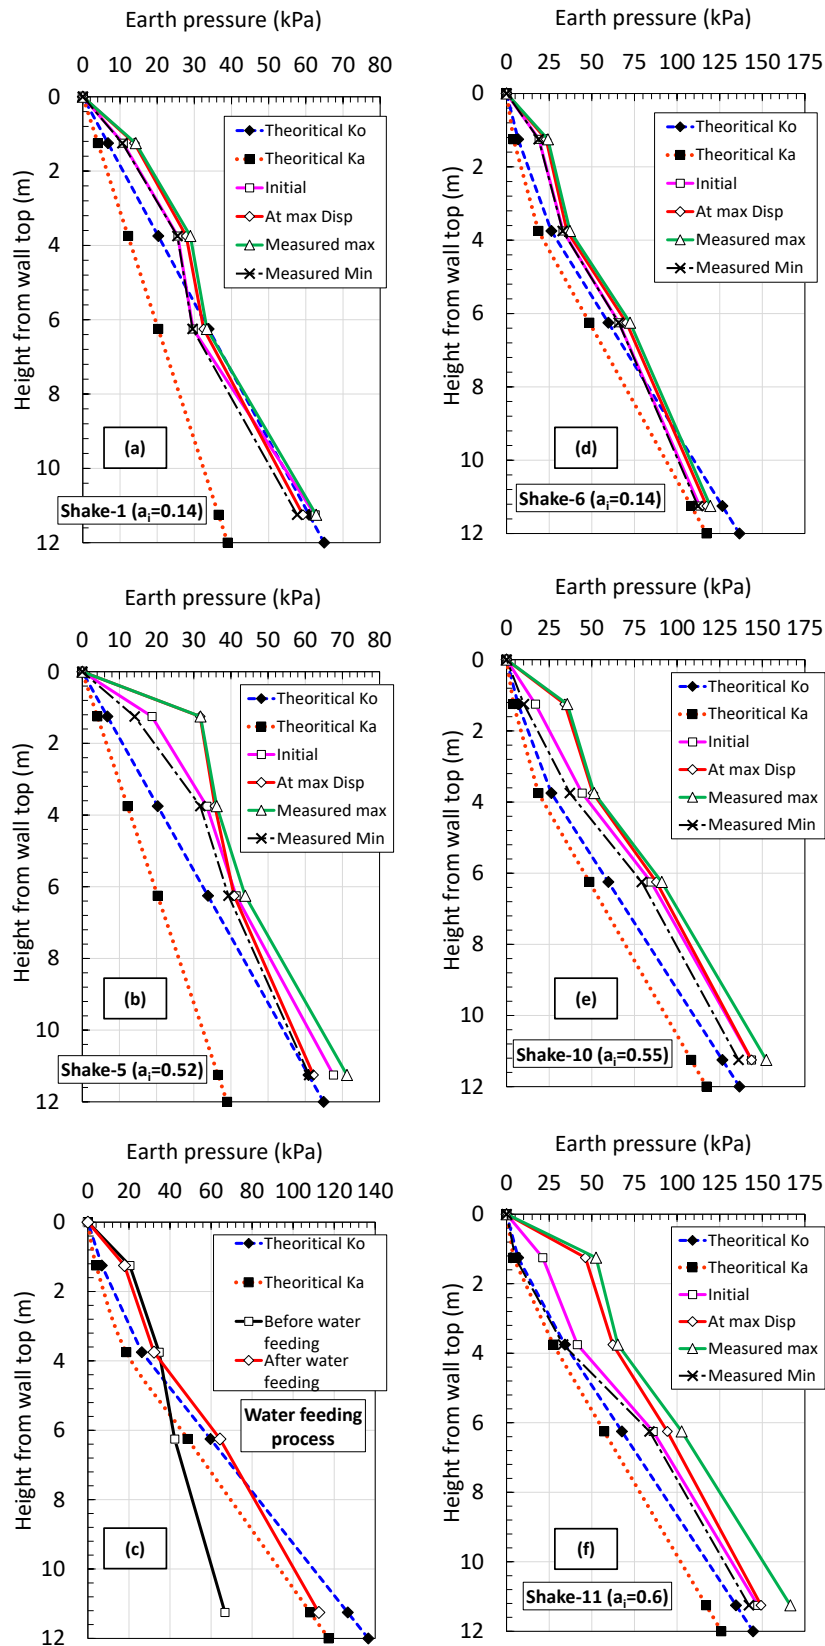 Earth pressure (kPa)
0 10 20 30 40 50 60 70 80
Height from wall top (m)
0
2
4
6
8
10
12
Theoritical Ko
Theoritical Ka
Initial
At max Disp
Measured max
Measured Min
(a)
Shake-1 (ai=0.14)
Earth pressure (kPa)
0 25 50 75 100 125 150 175
Height from wall top (m)
0
2
4
6
8
10
12
Theoritical Ko
Theoritical Ka
Initial
At max Disp
Measured max
Measured Min
(d)
Shake-6 (ai=0.14)
Earth pressure (kPa)
0 10 20 30 40 50 60 70 80
Height from wall top (m)
0
2
4
6
8
10
12
Theoritical Ko
Theoritical Ka
Initial
At max Disp
Measured max
Measured Min
(b)
Shake-5 (ai=0.52)
Earth pressure (kPa)
0 25 50 75 100 125 150 175
Height from wall top (m)
0
2
4
6
8
10
12
Theoritical Ko
Theoritical Ka
Initial
At max Disp
Measured max
Measured Min
(e)
Shake-10 (ai=0.55)
Earth pressure (kPa)
0 20 40 60 80 100 120 140
Height from wall top (m)
0
2
4
6
8
10
12
Theoritical Ko
Theoritical Ka
Before water
feeding
After water
feeding
Water feeding
process
(c)
Earth pressure (kPa)
0 25 50 75 100 125 150 175
Height from wall top (m)
0
2
4
6
8
10
12
Theoritical Ko
Theoritical Ka
Initial
At max Disp
Measured max
Measured Min
(f)
Shake-11 (ai=0.6)